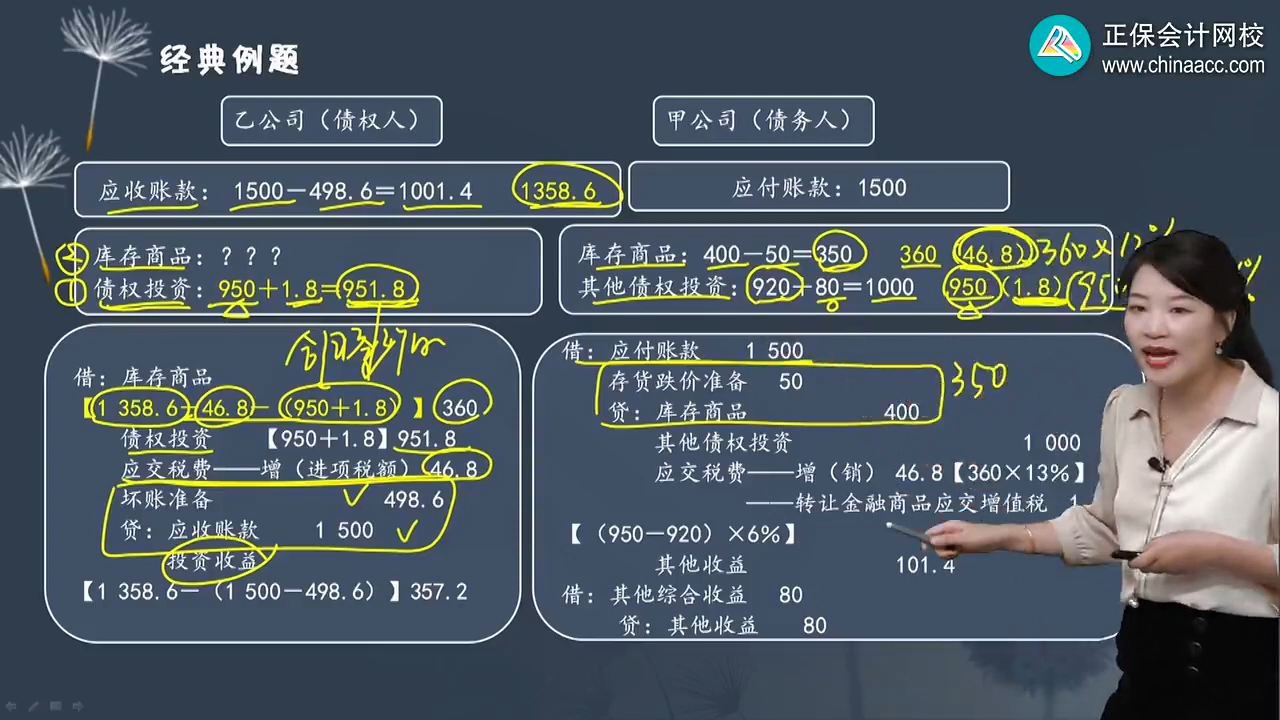 经典例题
正保会计网校
www.chinaacc.com
乙公司（债权人）
甲公司（债务人）
应收账款：1500－498.6＝1001.4 1358.6
应付账款：1500
② 库存商品：？？？
① 债权投资：950＋1.8＝951.8
库存商品：400－50＝350 360 (46.8) 360×13%
其他债权投资：920＋80＝1000 950 (1.8)
合同生效日
借：库存商品
【1 358.6－46.8－（950＋1.8）】360
债权投资 【950＋1.8】951.8
应交税费——增（进项税额）46.8
坏账准备 498.6
贷：应收账款 1 500
投资收益
【1 358.6－（1 500－498.6）】357.2
借：应付账款 1 500
存货跌价准备 50 350
贷：库存商品 400
其他债权投资 1 000
应交税费——增（销） 46.8【360×13%】
——转让金融商品应交增值税 1
【（950－920）×6%】
其他收益 101.4
借：其他综合收益 80
贷：其他收益 80